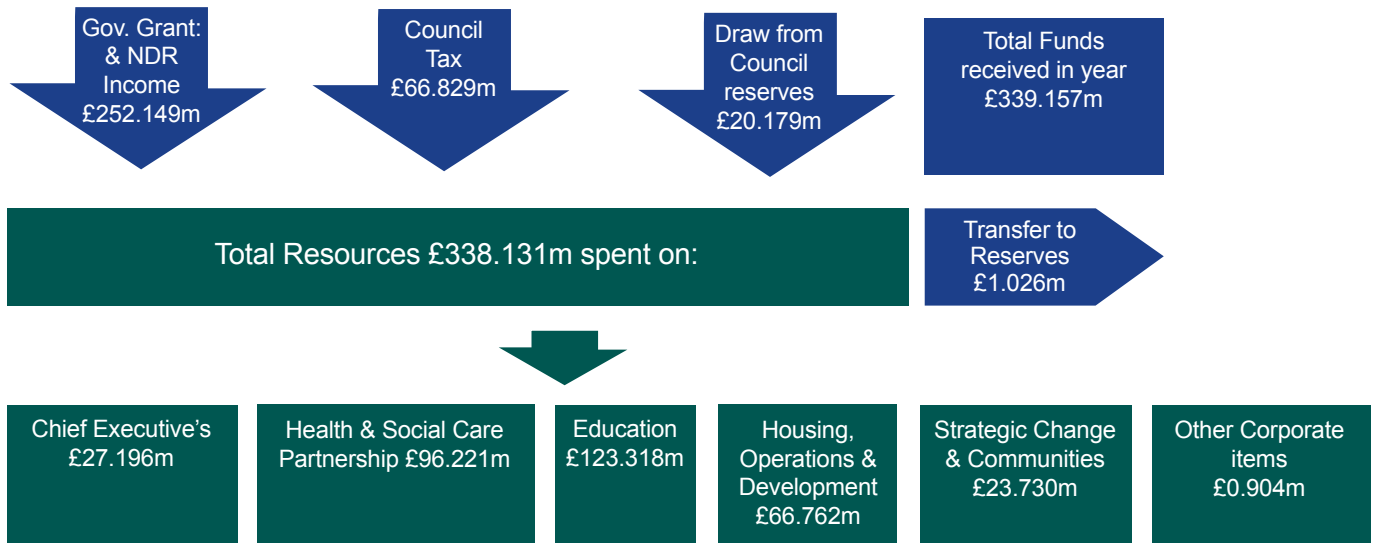 Gov. Grant:
& NDR
Income
£252.149m
Council
Tax
£66.829m
Draw from
Council
reserves
£20.179m
Total Funds
received in year
£339.157m
Total Resources £338.131m spent on:
Transfer to
Reserves
£1.026m
Chief Executive’s
£27.196m
Health & Social Care
Partnership £96.221m
Education
£123.318m
Housing,
Operations &
Development
£66.762m
Strategic Change
& Communities
£23.730m
Other Corporate
items
£0.904m